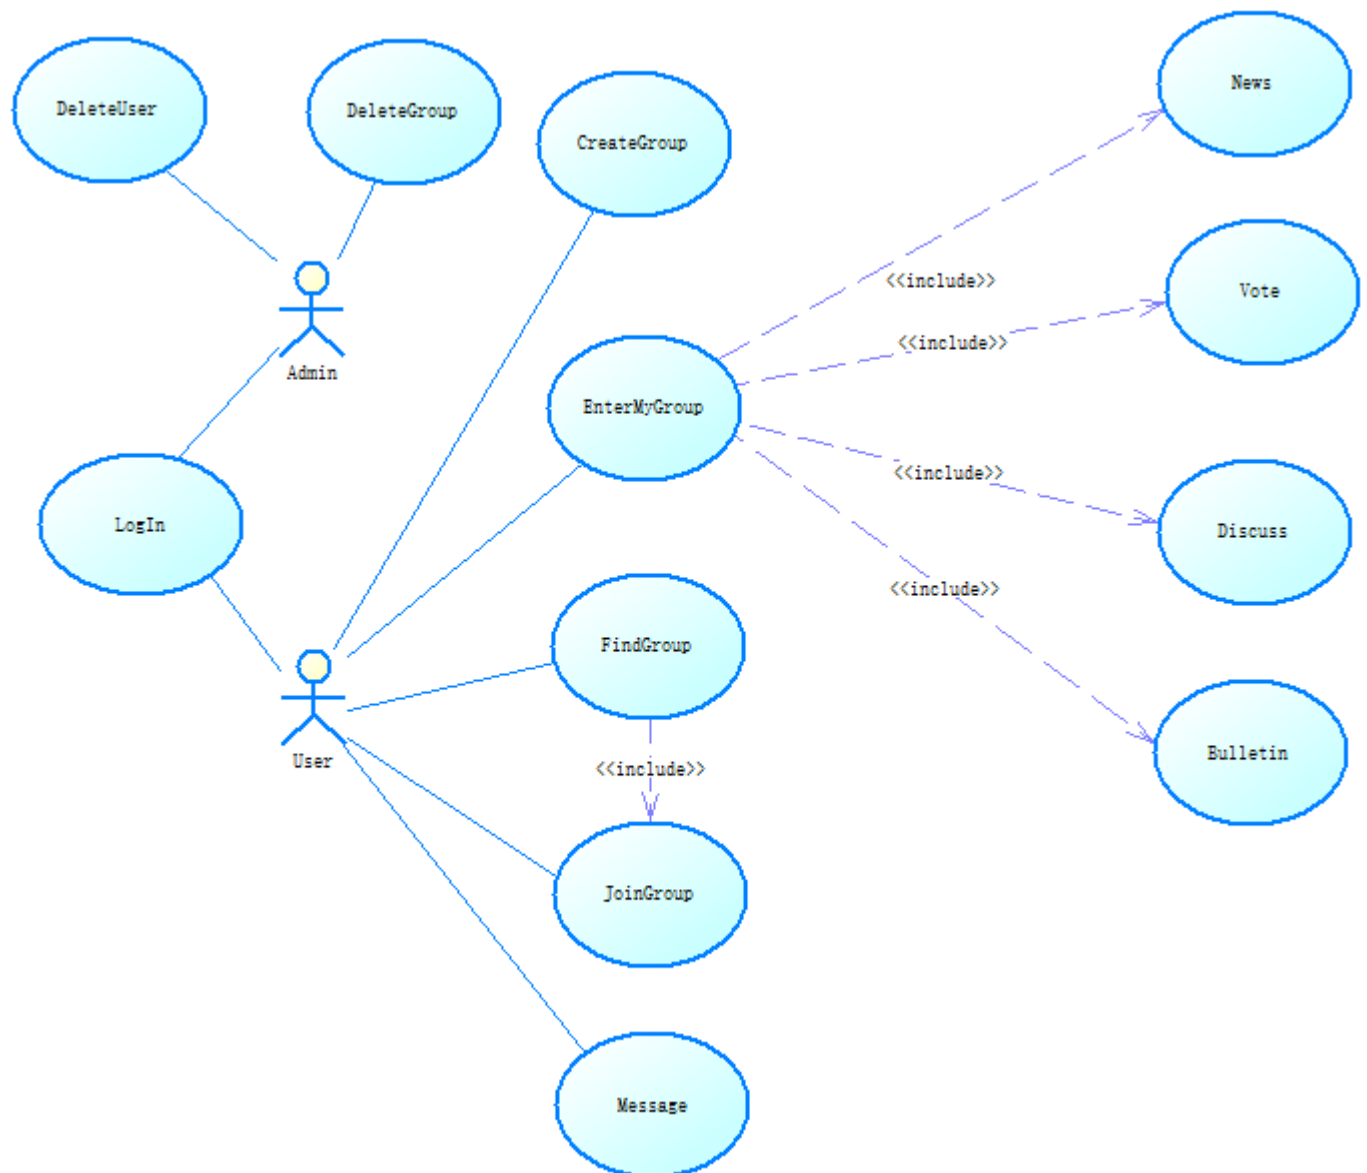 DeleteUser
DeleteGroup
CreateGroup
News
Admin
<<include>>
Vote
<<include>>
EnterMyGroup
<<include>>
LogIn
Discuss
<<include>>
FindGroup
User
<<include>>
Bulletin
JoinGroup
Message